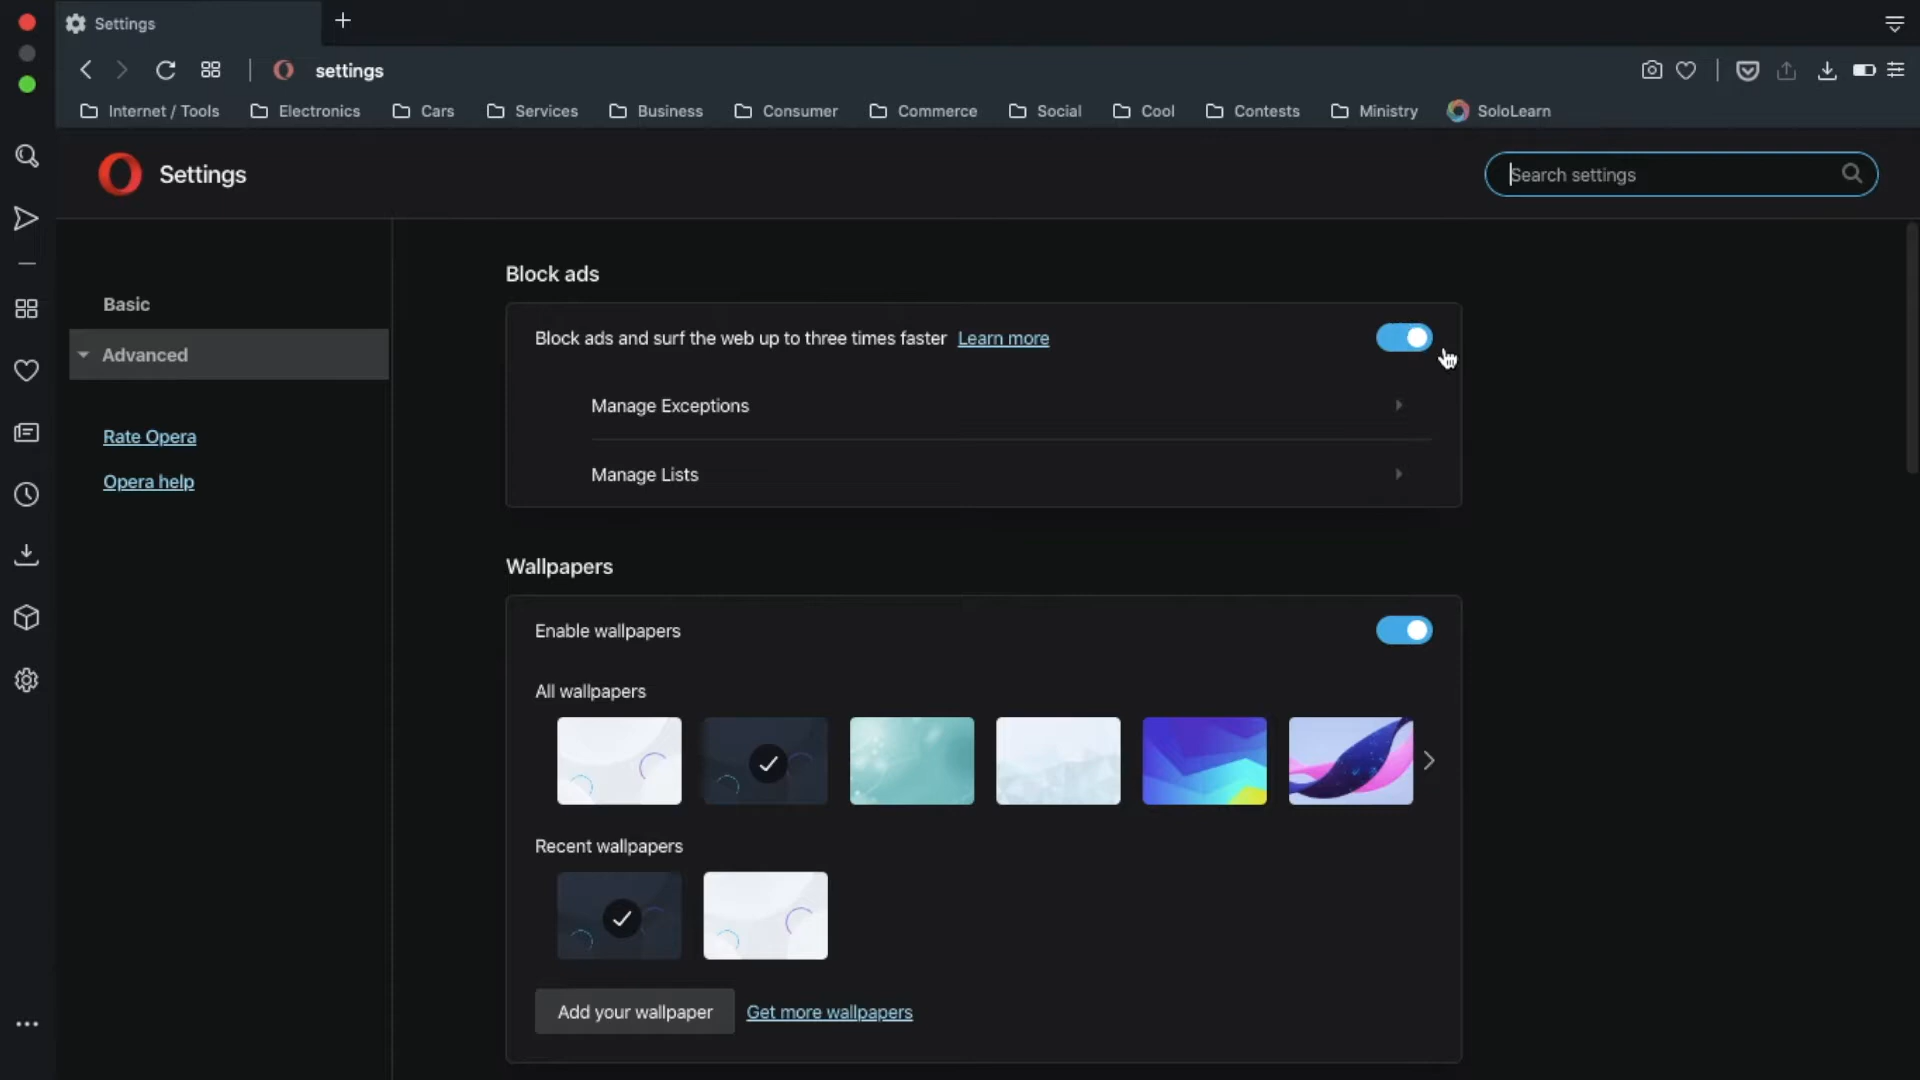 Settings
settings
Internet / Tools
Electronics
Cars
Services
Business
Consumer
Commerce
Social
Cool
Contests
Ministry
SoloLearn
Settings
Search settings
Basic
Advanced
Rate Opera
Opera help
Block ads
Block ads and surf the web up to three times faster Learn more
Manage Exceptions
Manage Lists
Wallpapers
Enable wallpapers
All wallpapers
Recent wallpapers
Add your wallpaper
Get more wallpapers